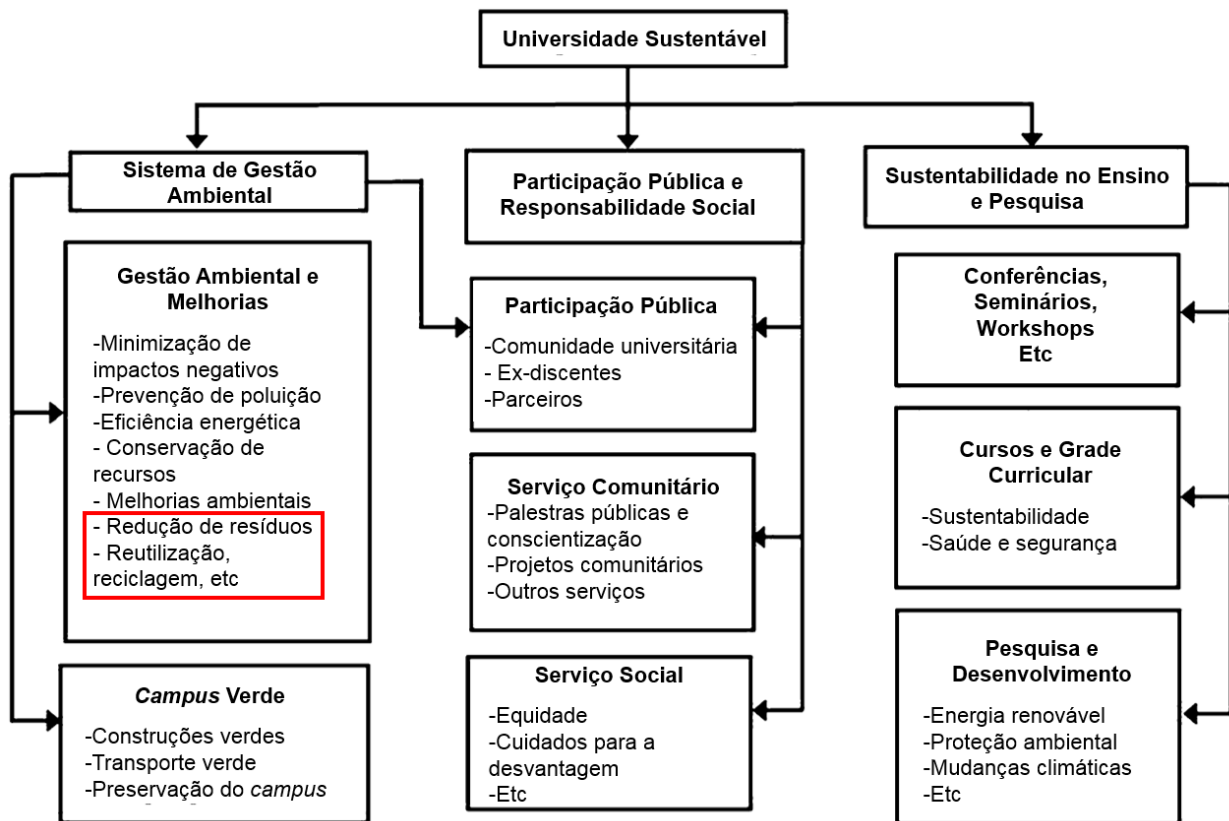 Universidade Sustentável
Sistema de Gestão
Ambiental
Gestão Ambiental e
Melhorias
-Minimização de
impactos negativos
-Prevenção de poluição
-Eficiência energética
- Conservação de
recursos
- Melhorias ambientais
- Redução de resíduos
- Reutilização,
reciclagem, etc
Campus Verde
-Construções verdes
-Transporte verde
-Preservação do campus
Participação Pública e
Responsabilidade Social
Participação Pública
-Comunidade universitária
- Ex-discentes
-Parceiros
Serviço Comunitário
-Palestras públicas e
conscientização
-Projetos comunitários
-Outros serviços
Serviço Social
-Equidade
-Cuidados para a
desvantagem
-Etc
Sustentabilidade no Ensino
e Pesquisa
Conferências,
Seminários,
Workshops
Etc
Cursos e Grade
Curricular
-Sustentabilidade
-Saúde e segurança
Pesquisa e
Desenvolvimento
-Energia renovável
-Proteção ambiental
-Mudanças climáticas
-Etc